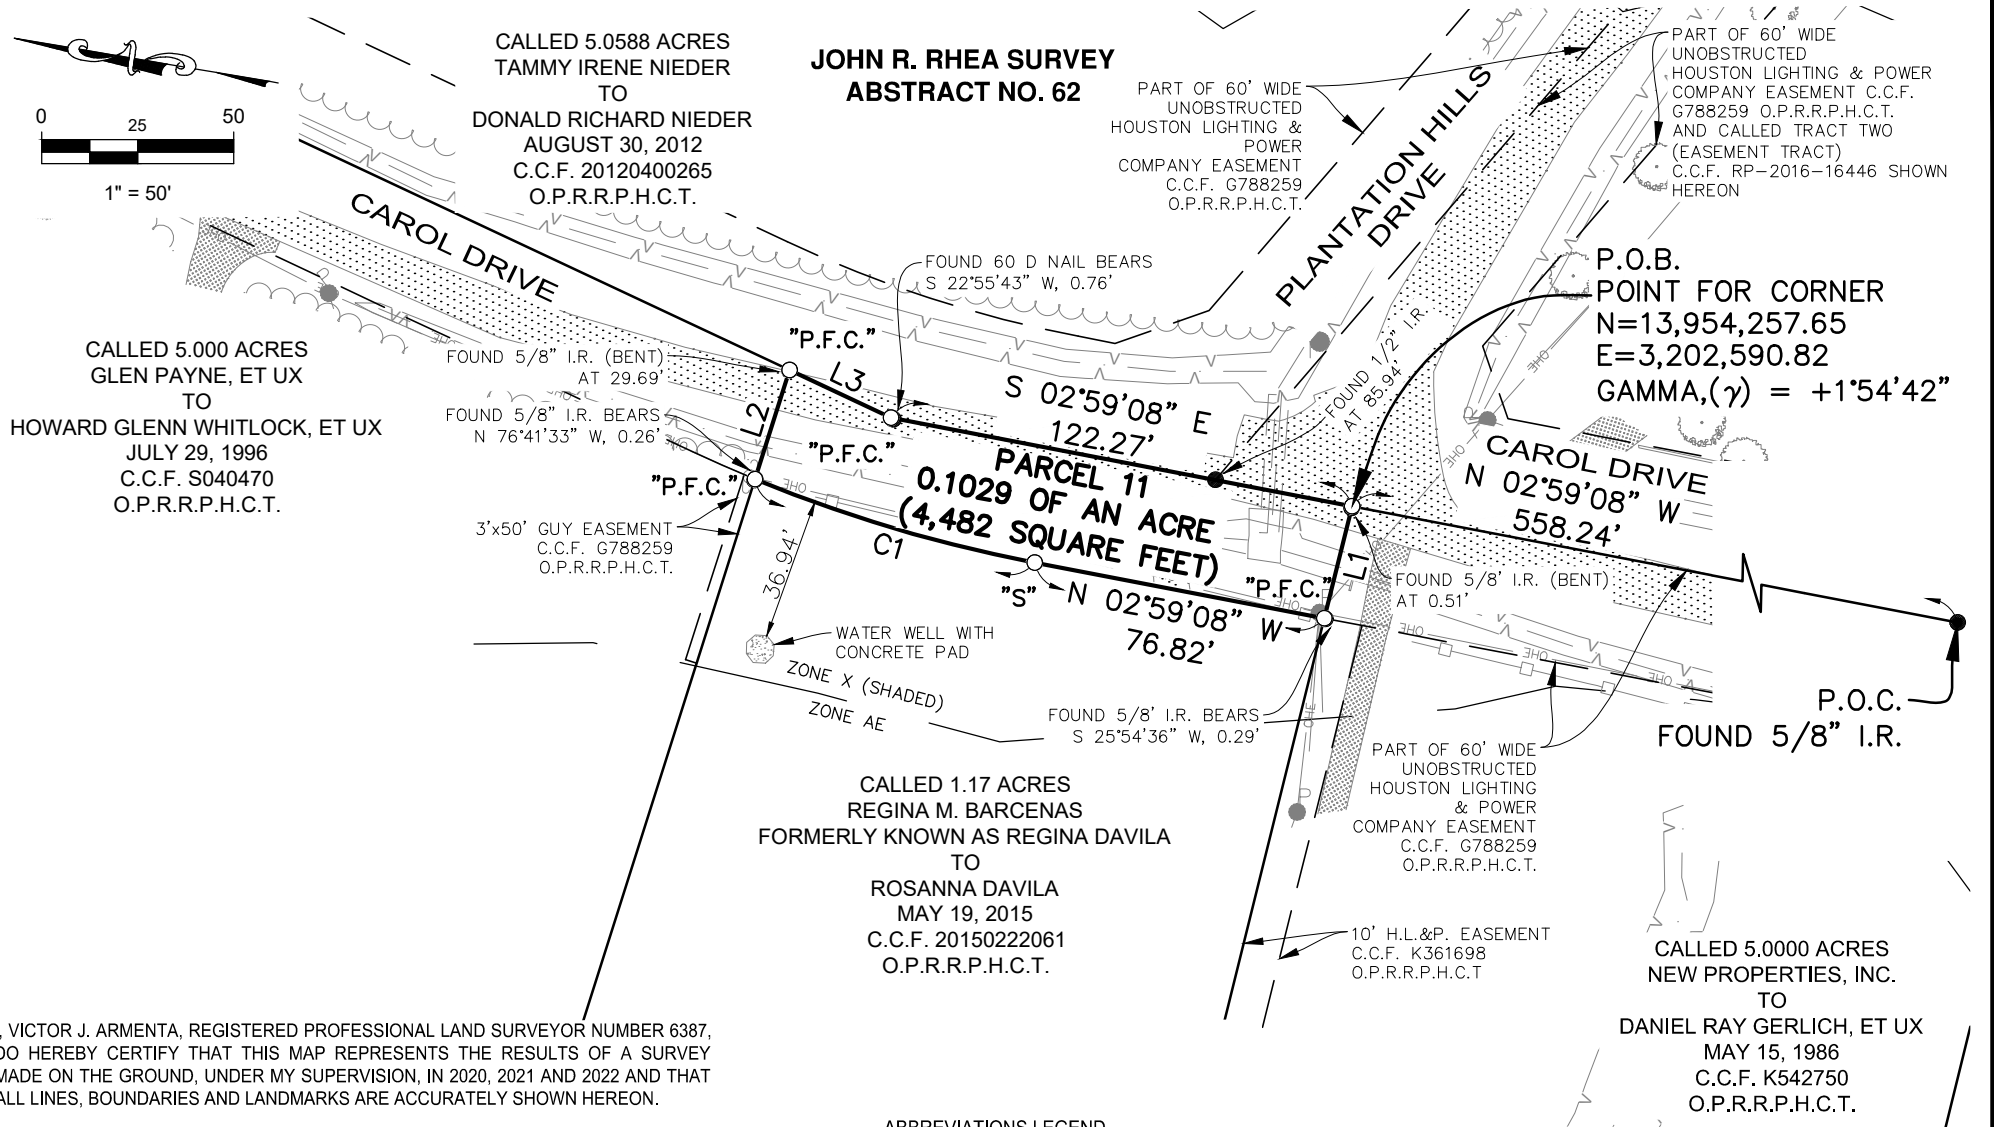 0
25
50
1" = 50'
CALLED 5.0588 ACRES
TAMMY IRENE NIEDER
TO
DONALD RICHARD NIEDER
AUGUST 30, 2012
C.C.F. 20120400265
O.P.R.R.P.H.C.T.
JOHN R. RHEA SURVEY
ABSTRACT NO. 62
PART OF 60' WIDE
UNOBSTRUCTED
HOUSTON LIGHTING &
POWER
COMPANY EASEMENT
C.C.F. G788259
O.P.R.R.P.H.C.T.
PLANTATION HILLS
DRIVE
PART OF 60' WIDE
UNOBSTRUCTED
HOUSTON LIGHTING & POWER
COMPANY EASEMENT C.C.F.
G788259 O.P.R.R.P.H.C.T.
AND CALLED TRACT TWO
(EASEMENT TRACT)
C.C.F. RP-2016-16446 SHOWN
HEREON
CAROL DRIVE
FOUND 60 D NAIL BEARS
S 22°55'43" W, 0.76'
P.O.B.
POINT FOR CORNER
N=13,954,257.65
E=3,202,590.82
GAMMA,(γ) = +1°54'42"
CALLED 5.000 ACRES
GLEN PAYNE, ET UX
TO
HOWARD GLENN WHITLOCK, ET UX
JULY 29, 1996
C.C.F. S040470
O.P.R.R.P.H.C.T.
FOUND 5/8" I.R. (BENT)
AT 29.69'
"P.F.C."
L3
FOUND 5/8" I.R. BEARS
N 76°41'33" W, 0.26'
L2
"P.F.C."
"P.F.C."
S 02°59'08" E
122.27'
FOUND 1/2" I.R.
AT 85.94'
PARCEL 11
0.1029 OF AN ACRE
(4,482 SQUARE FEET)
CAROL DRIVE
N 02°59'08" W
558.24'
3'x50' GUY EASEMENT
C.C.F. G788259
O.P.R.R.P.H.C.T.
OHE
OHE
OHE
OHE
OHE
OHE
OHE
OHE
OHE
OHE
36.94'
C1
"S"
N 02°59'08" W
76.82'
"P.F.C."
L1
FOUND 5/8' I.R. (BENT)
AT 0.51'
WATER WELL WITH
CONCRETE PAD
ZONE X (SHADED)
ZONE AE
FOUND 5/8' I.R. BEARS
S 25°54'36" W, 0.29'
P.O.C.
FOUND 5/8" I.R.
PART OF 60' WIDE
UNOBSTRUCTED
HOUSTON LIGHTING
& POWER
COMPANY EASEMENT
C.C.F. G788259
O.P.R.R.P.H.C.T.
CALLED 1.17 ACRES
REGINA M. BARCENAS
FORMERLY KNOWN AS REGINA DAVILA
TO
ROSANNA DAVILA
MAY 19, 2015
C.C.F. 20150222061
O.P.R.R.P.H.C.T.
10' H.L.&P. EASEMENT
C.C.F. K361698
O.P.R.R.P.H.C.T
CALLED 5.0000 ACRES
NEW PROPERTIES, INC.
TO
DANIEL RAY GERLICH, ET UX
MAY 15, 1986
C.C.F. K542750
O.P.R.R.P.H.C.T.
, VICTOR J. ARMENTA, REGISTERED PROFESSIONAL LAND SURVEYOR NUMBER 6387,
DO HEREBY CERTIFY THAT THIS MAP REPRESENTS THE RESULTS OF A SURVEY
MADE ON THE GROUND, UNDER MY SUPERVISION, IN 2020, 2021 AND 2022 AND THAT
ALL LINES, BOUNDARIES AND LANDMARKS ARE ACCURATELY SHOWN HEREON.
ABBREVIATIONS LEGEND